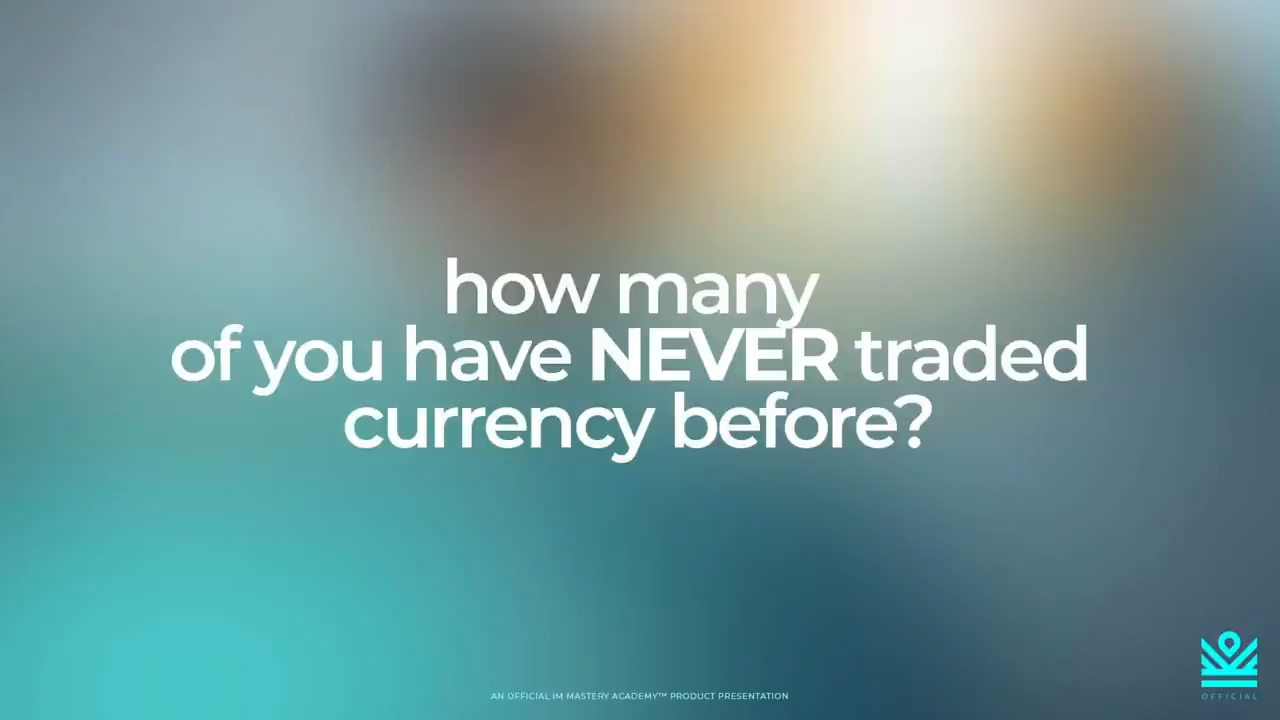 how many
of you have NEVER traded
currency before?
AN OFFICIAL IM MASTERY ACADEMY™ PRODUCT PRESENTATION
OFFICIAL